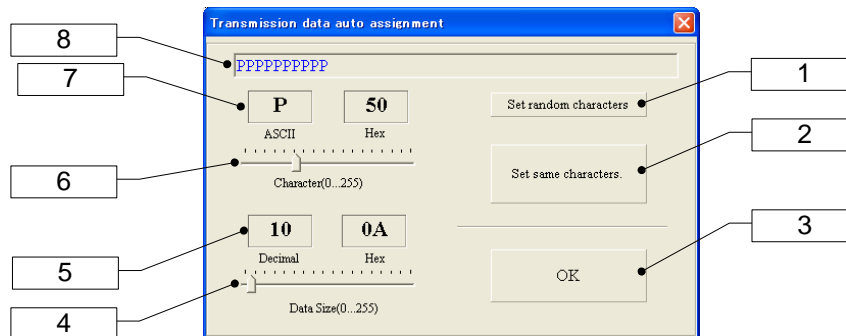 Transmission data auto assignment
8
PPPPPPPPPP
7
1
P
50
Set random characters
ASCII
Hex
2
6
Set same characters.
Character(0...255)
3
10
0A
5
Decimal
Hex
OK
4
Data Size(0...255)